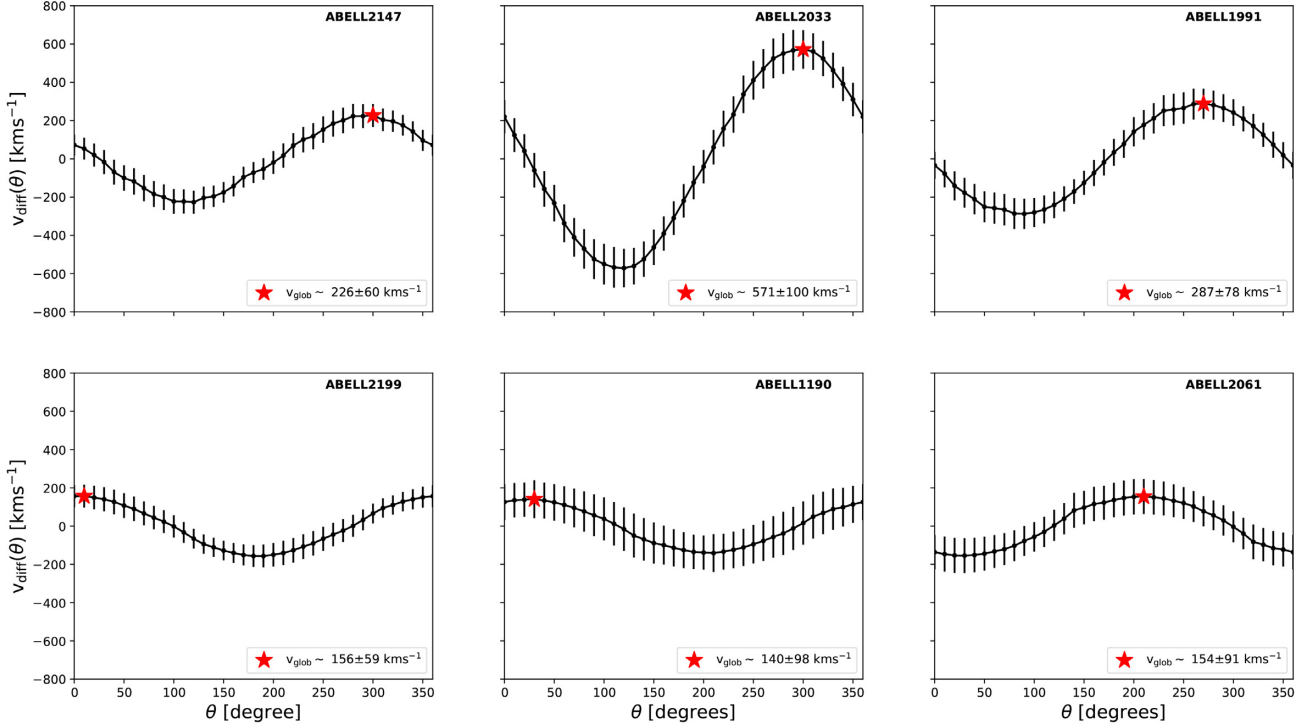 ABELL2147
ABELL2033
ABELL1991
800
600
400
200
0
−200
−400
−600
−800
v_diff(θ) [kms⁻¹]
v_glob ~ 226±60 kms⁻¹
v_glob ~ 571±100 kms⁻¹
v_glob ~ 287±78 kms⁻¹
ABELL2199
ABELL1190
ABELL2061
800
600
400
200
0
−200
−400
−600
−800
v_diff(θ) [kms⁻¹]
v_glob ~ 156±59 kms⁻¹
v_glob ~ 140±98 kms⁻¹
v_glob ~ 154±91 kms⁻¹
0 50 100 150 200 250 300 350
0 50 100 150 200 250 300 350
0 50 100 150 200 250 300 350
θ [degree]
θ [degrees]
θ [degrees]